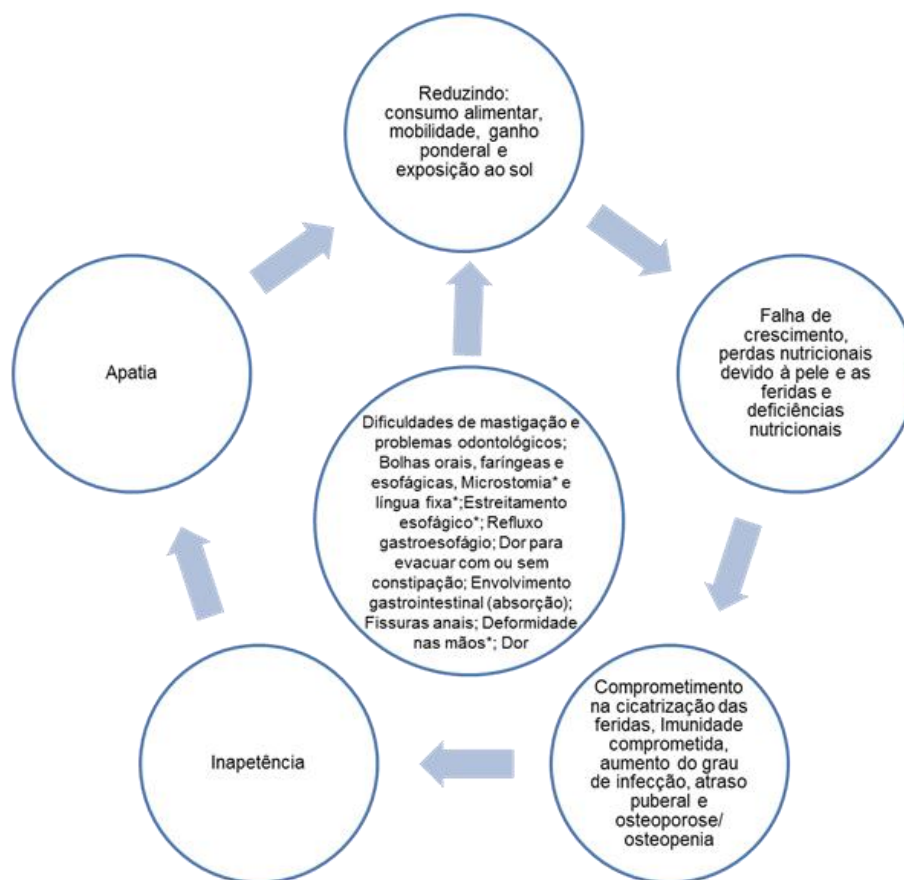 Reduzindo:
consumo alimentar,
mobilidade, ganho
ponderal e
exposição ao sol
Falha de
crescimento,
perdas nutricionais
devido à pele e as
feridas e
deficiências
nutricionais
Comprometimento
na cicatrização das
feridas, Imunidade
comprometida,
aumento do grau
de infecção, atraso
puberal e
osteoporose/
osteopenia
Inapetência
Apatia
Dificuldades de mastigação e
problemas odontológicos;
Bolhas orais, faríngeas e
esofágicas, Microstomia* e
língua fixa*;Estreitamento
esofágico*; Refluxo
gastroesofágio; Dor para
evacuar com ou sem
constipação; Envolvimento
gastrointestinal (absorção);
Fissuras anais; Deformidade
nas mãos*; Dor